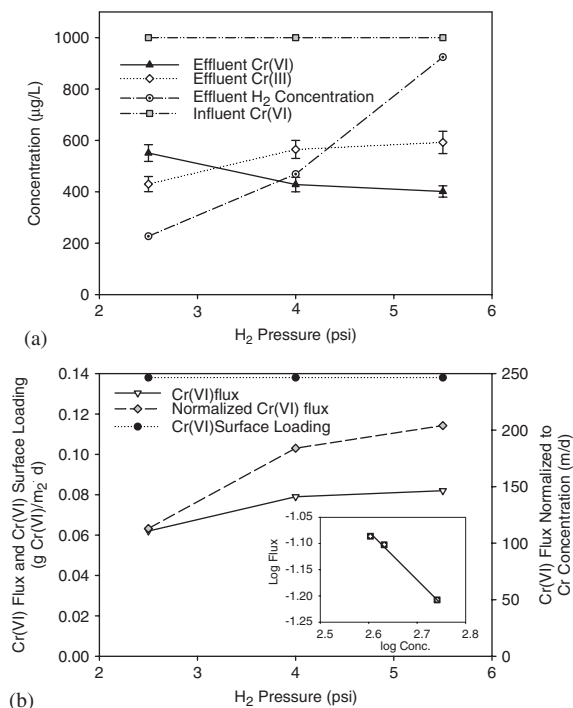 1000
800
600
400
200
0
Concentration (µg/L)
Effluent Cr(VI)
Effluent Cr(III)
Effluent H2 Concentration
Influent Cr(VI)
2 3 4 5 6
H2 Pressure (psi)
(a)
0.14
0.12
0.10
0.08
0.06
0.04
0.02
0.00
Cr(VI) Flux and Cr(VI) Surface Loading
(g Cr(VI)/m2· d)
Cr(VI)flux
Normalized Cr(VI) flux
Cr(VI)Surface Loading
250
200
150
100
50
0
Cr(VI) Flux Normalized to
Cr Concentration (m/d)
-1.05
-1.10
-1.15
-1.20
-1.25
Log Flux
2.5 2.6 2.7 2.8
log Conc.
2 3 4 5 6
H2 Pressure (psi)
(b)